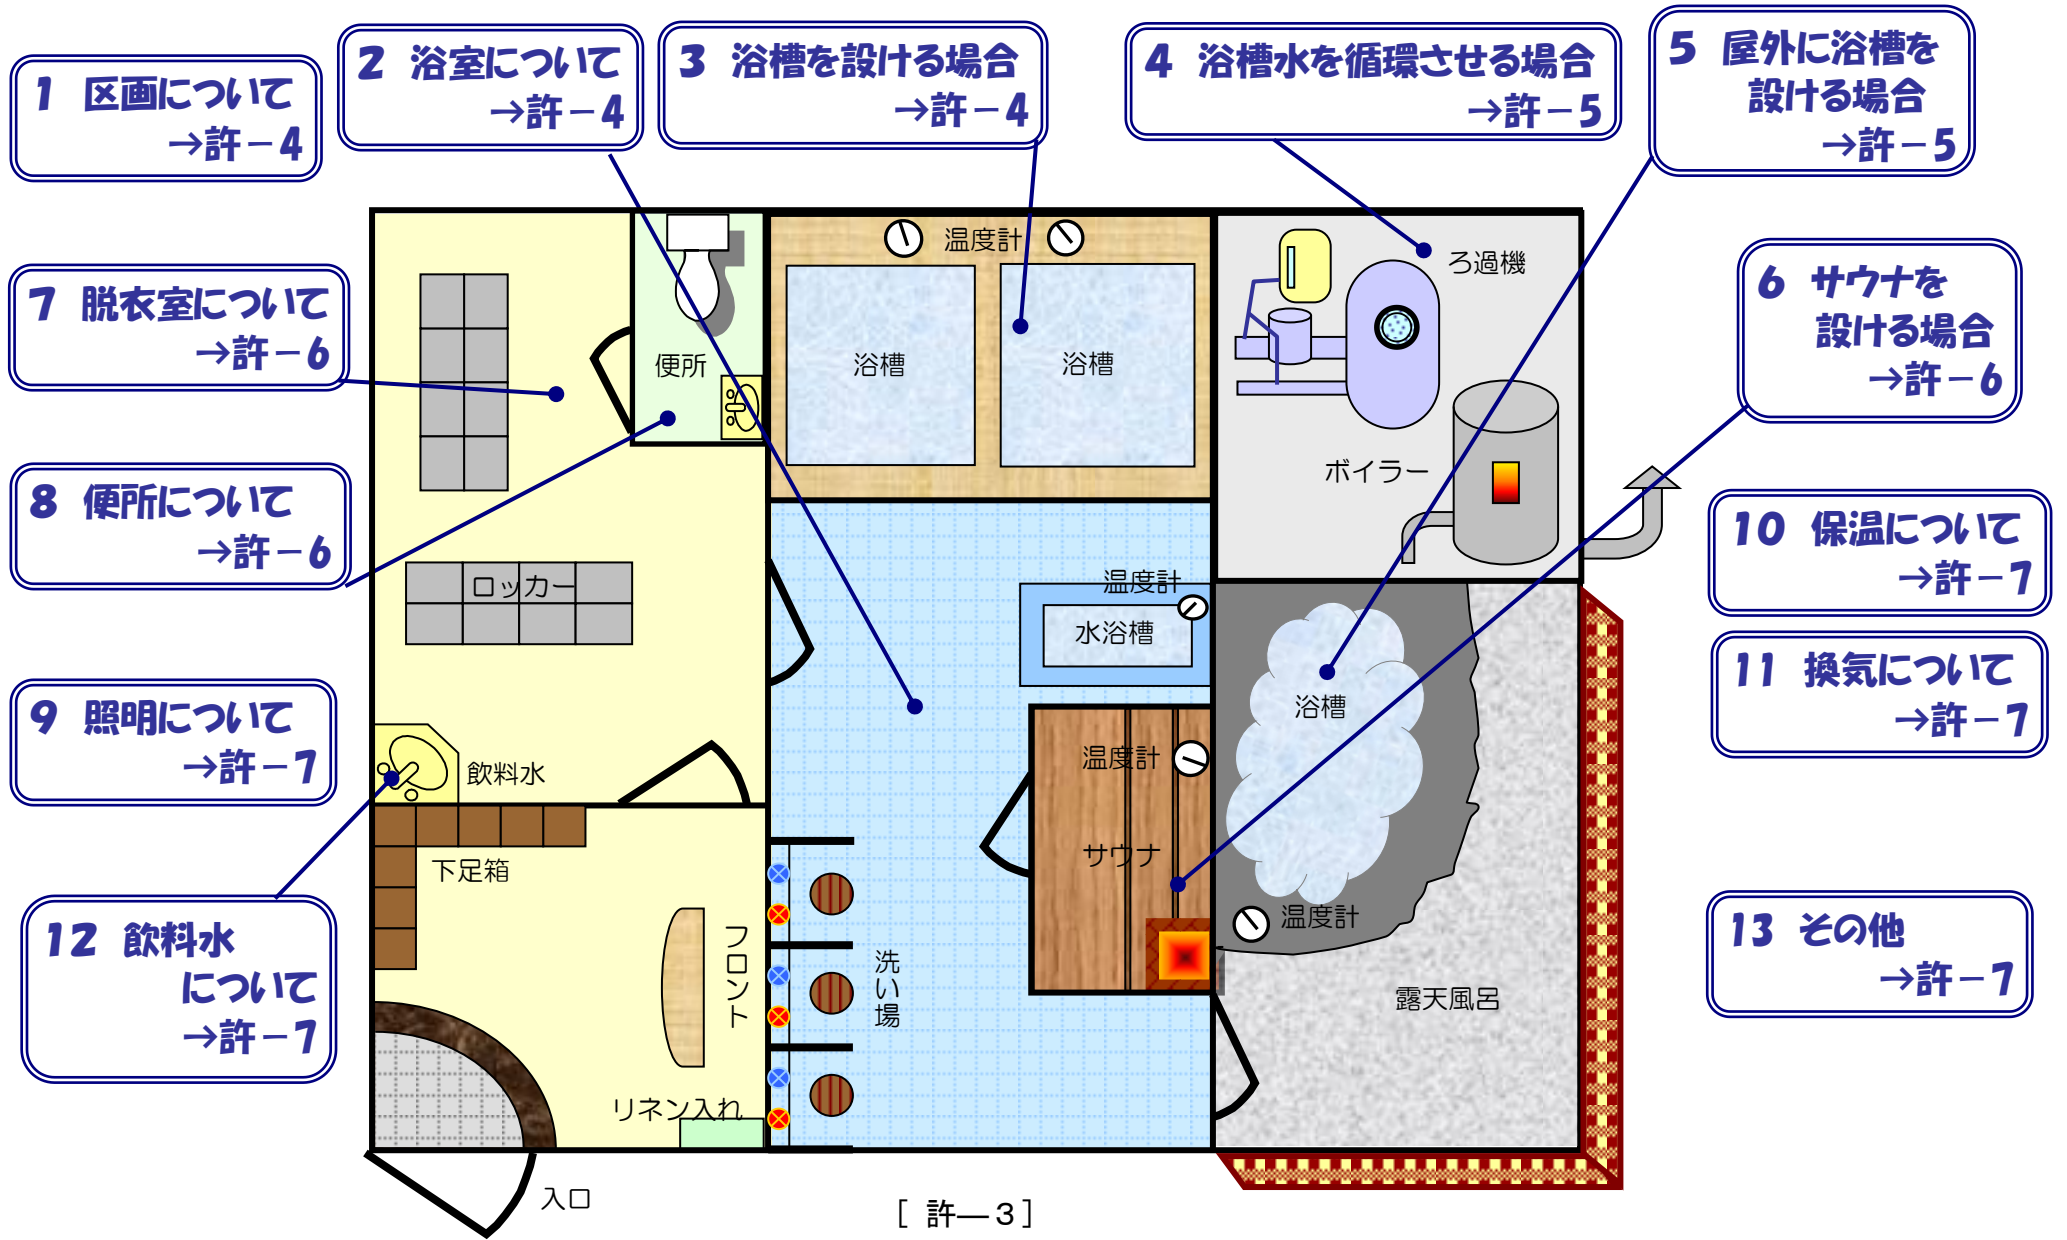 1 区画について
→許－4
2 浴室について
→許－4
3 浴槽を設ける場合
→許－4
4 浴槽水を循環させる場合
→許－5
5 屋外に浴槽を
設ける場合
→許－5
6 サウナを
設ける場合
→許－6
7 脱衣室について
→許－6
8 便所について
→許－6
9 照明について
→許－7
10 保温について
→許－7
11 換気について
→許－7
12 飲料水
について
→許－7
13 その他
→許－7
温度計
ろ過機
便所
浴槽
浴槽
ボイラー
ロッカー
温度計
水浴槽
浴槽
温度計
飲料水
サウナ
下足箱
温度計
フロント
洗い場
露天風呂
リネン入れ
入口
［ 許―３］